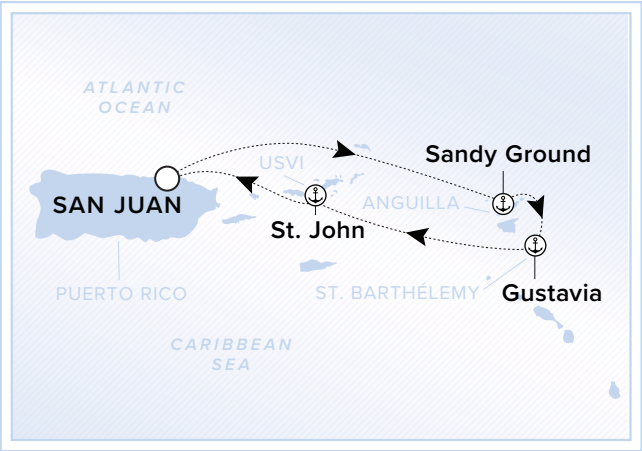 ATLANTIC
OCEAN
Sandy Ground
USVI
SAN JUAN
ANGUILLA
St. John
PUERTO RICO
ST. BARTHÉLEMY
Gustavia
CARIBBEAN
SEA